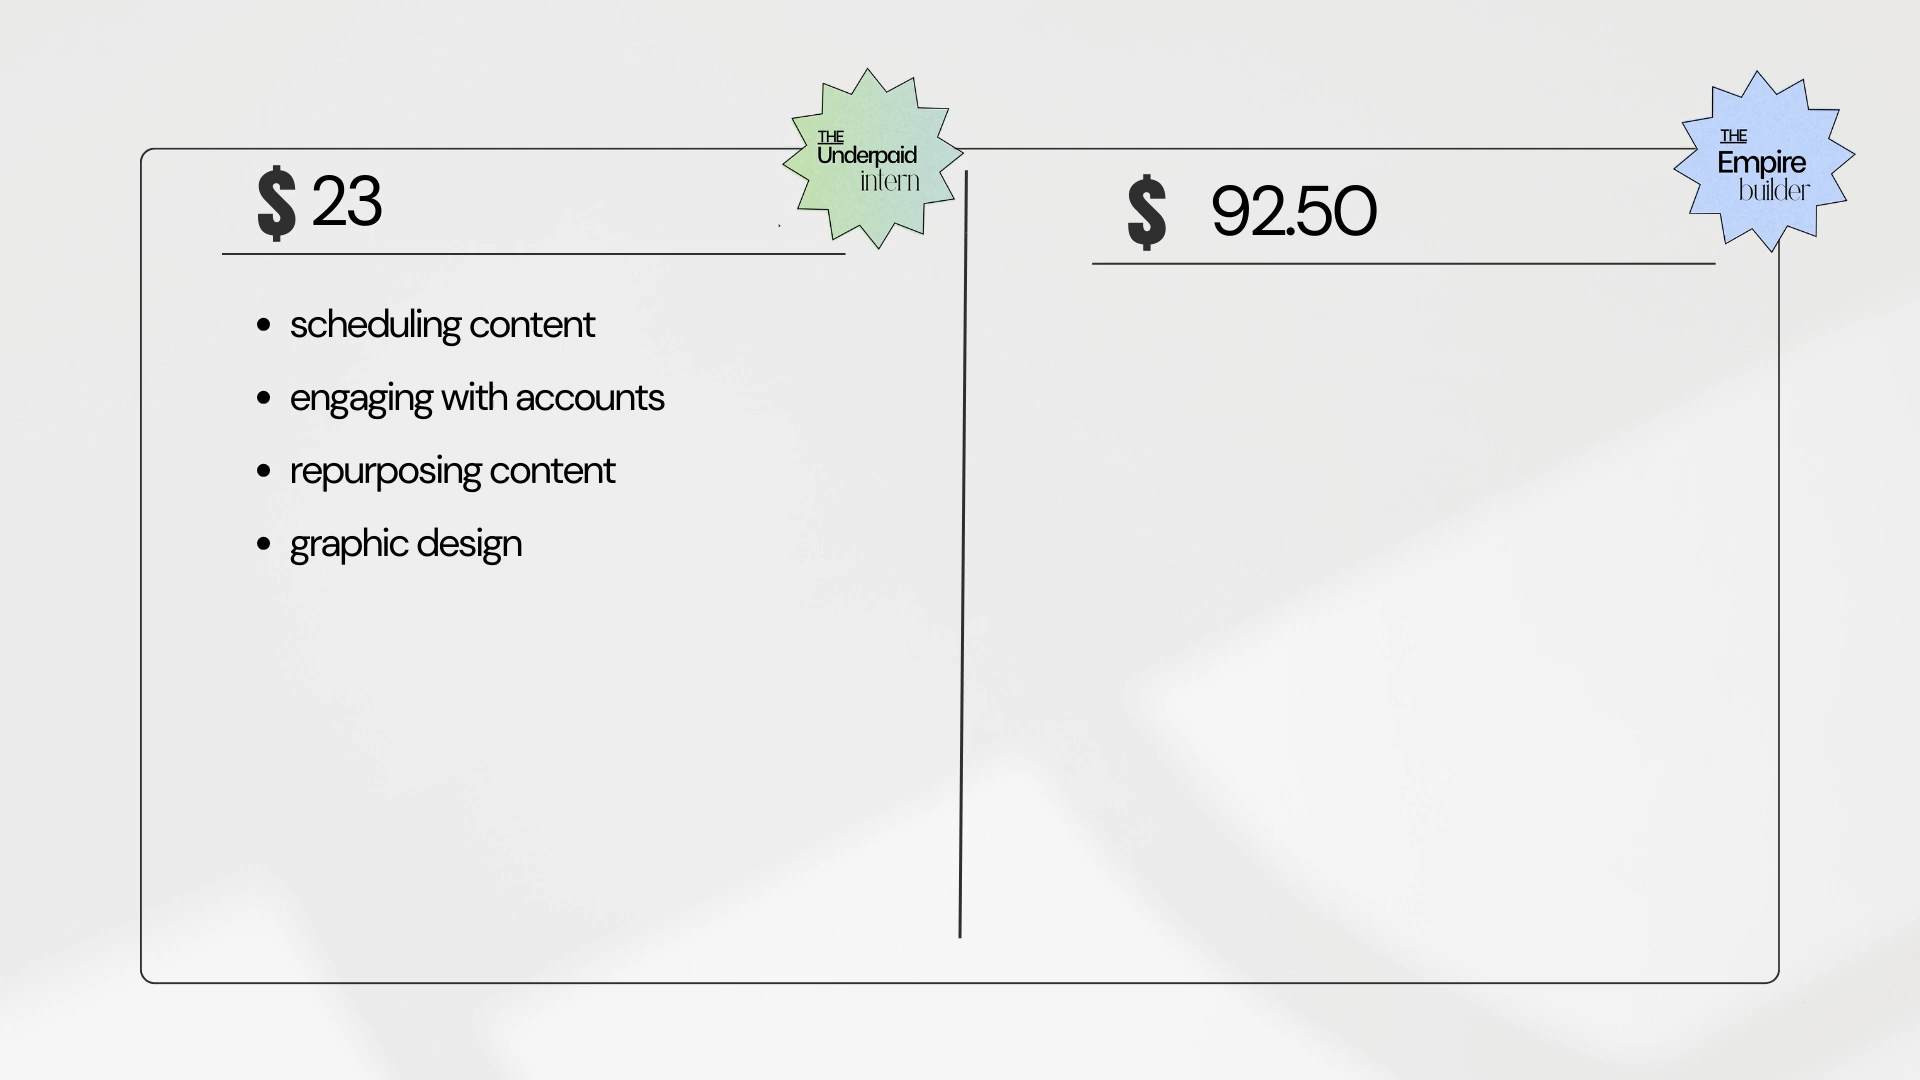 THE
Underpaid
intern
$ 23
• scheduling content
• engaging with accounts
• repurposing content
• graphic design
THE
Empire
builder
$ 92.50